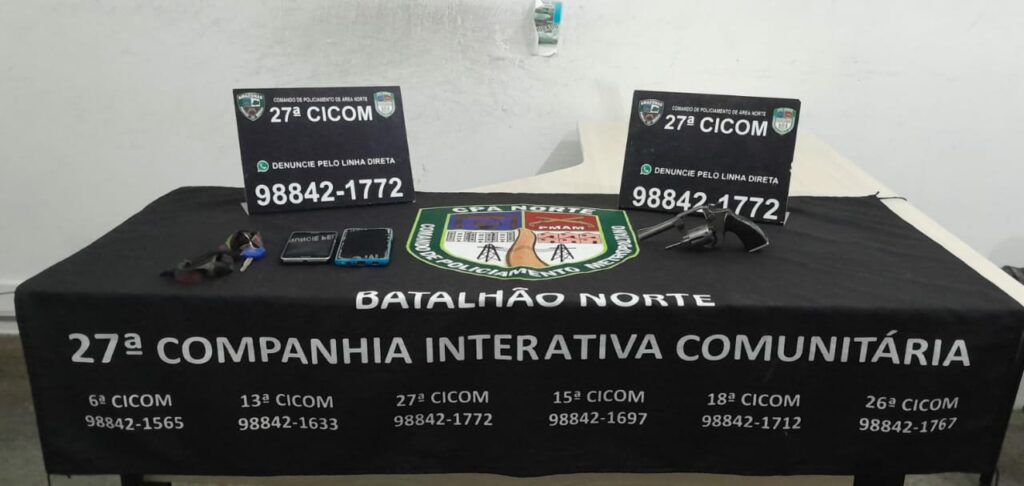 AMAZONAS
COMANDO DE POLICIAMENTO DE ÁREA NORTE
27ª CICOM
DENUNCIE PELO LINHA DIRETA
98842-1772
COMANDO DE POLICIAMENTO DE ÁREA NORTE
27ª CICOM
DENUNCIE PELO LINHA DIRETA
98842-1772
CPA NORTE
PMAM
COMANDO DE POLICIAMENTO METROPOLITANO
BATALHÃO NORTE
27ª COMPANHIA INTERATIVA COMUNITÁRIA
6ª CICOM
98842-1565
13ª CICOM
98842-1633
27ª CICOM
98842-1772
15ª CICOM
98842-1697
18ª CICOM
98842-1712
26ª CICOM
98842-1767